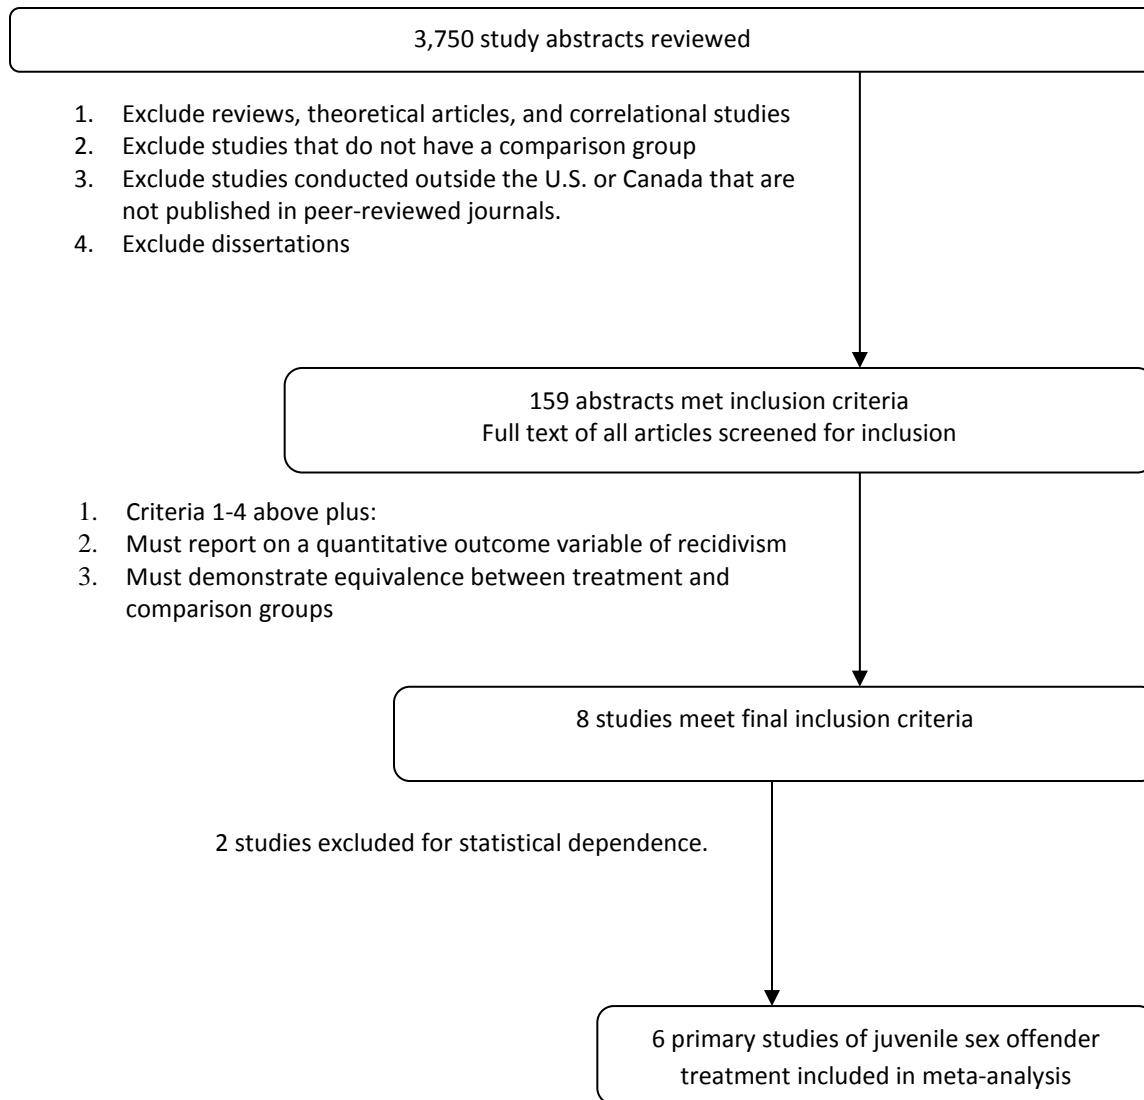 3,750 study abstracts reviewed
1. Exclude reviews, theoretical articles, and correlational studies
2. Exclude studies that do not have a comparison group
3. Exclude studies conducted outside the U.S. or Canada that are
not published in peer-reviewed journals.
4. Exclude dissertations
159 abstracts met inclusion criteria
Full text of all articles screened for inclusion
1. Criteria 1-4 above plus:
2. Must report on a quantitative outcome variable of recidivism
3. Must demonstrate equivalence between treatment and
comparison groups
8 studies meet final inclusion criteria
2 studies excluded for statistical dependence.
6 primary studies of juvenile sex offender
treatment included in meta-analysis